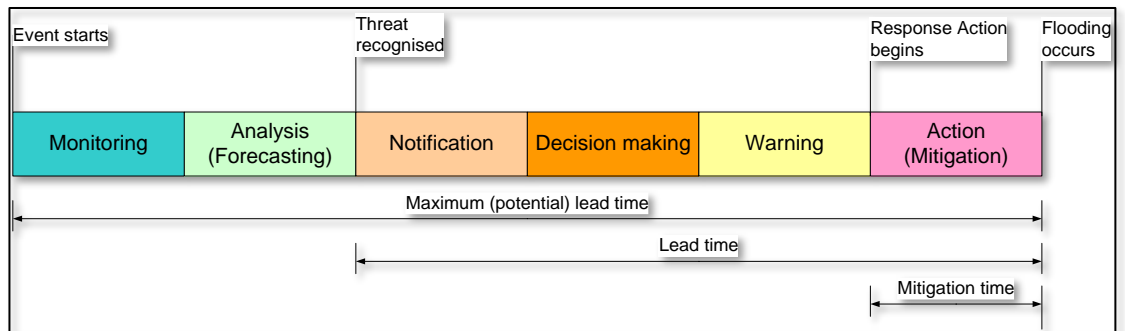 Event starts
Threat
recognised
Response Action
begins
Flooding
occurs
Monitoring
Analysis
(Forecasting)
Notification
Decision making
Warning
Action
(Mitigation)
Maximum (potential) lead time
Lead time
Mitigation time